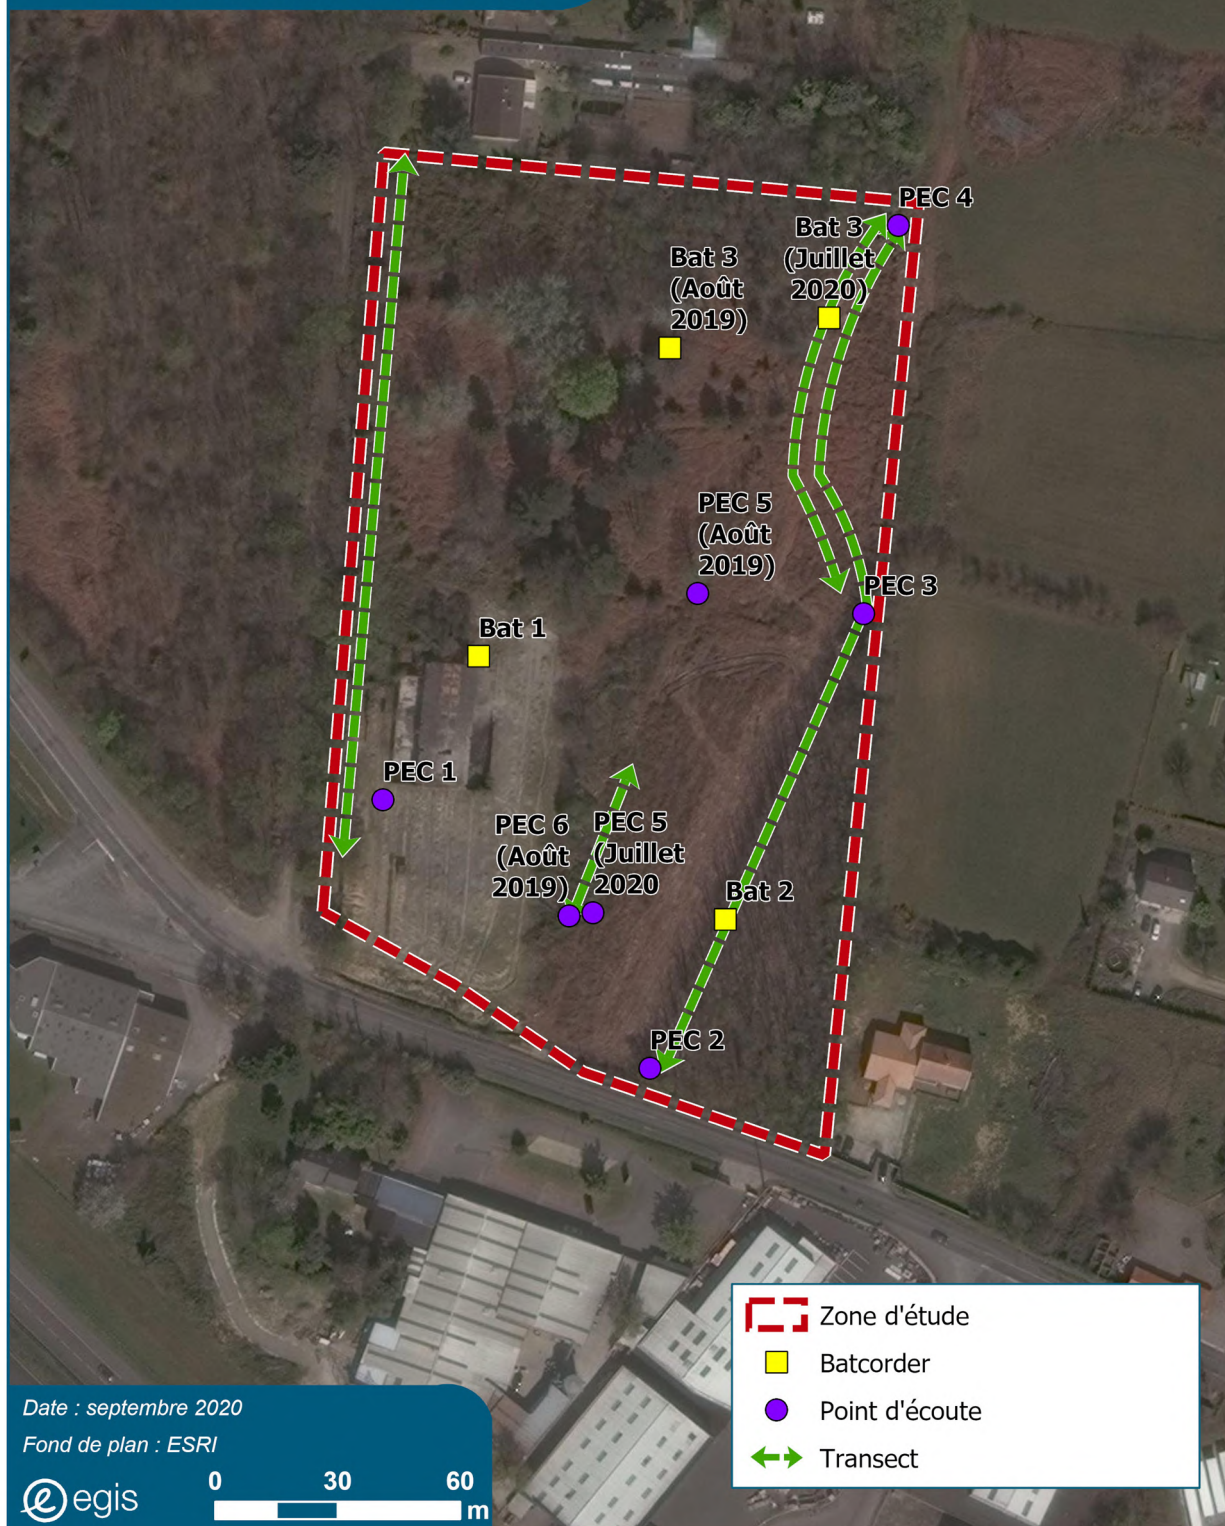 PEC 4
Bat 3
(Juillet
2020)
Bat 3
(Août
2019)
PEC 5
(Août
2019)
PEC 3
Bat 1
PEC 1
PEC 6
(Août
2019)
PEC 5
(Juillet
2020
Bat 2
PEC 2
Zone d'étude
Batcorder
Point d'écoute
Transect
Date : septembre 2020
Fond de plan : ESRI
egis
0 30 60
m